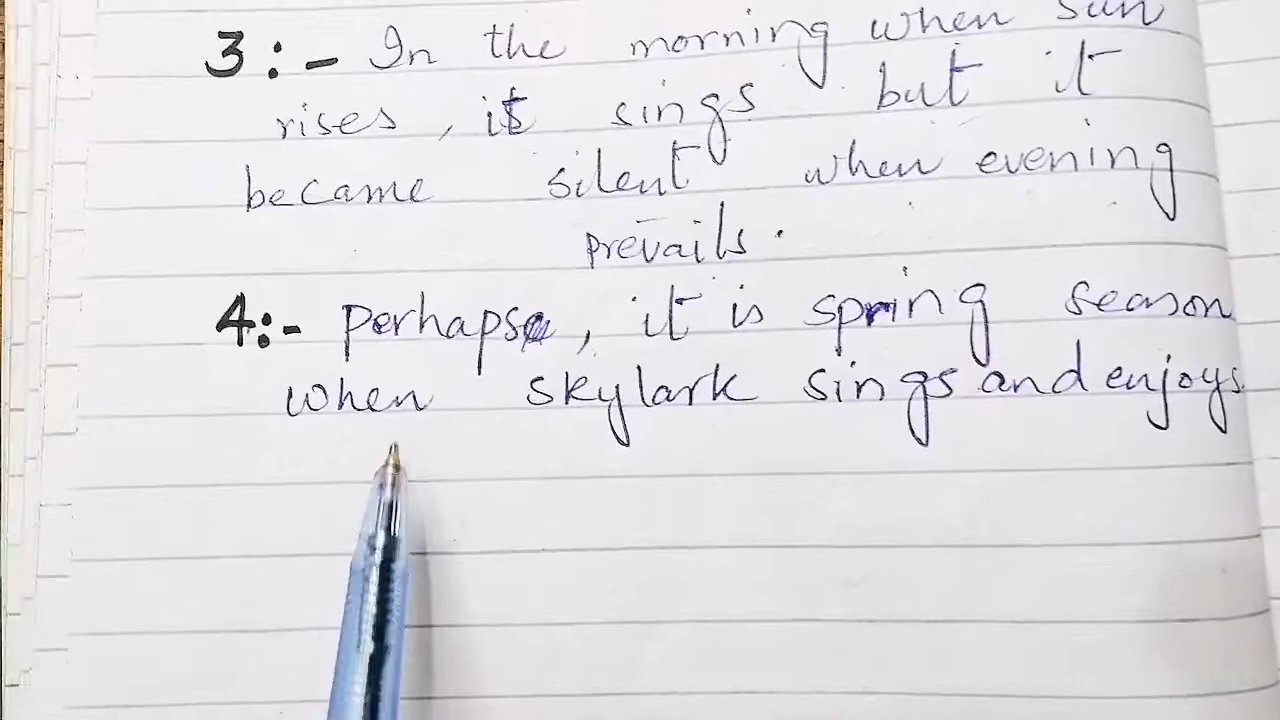 3:- In the morning when sun
rises, it sings but it
became silent when evening
prevails.
4:- perhaps, it is spring season
when skylark sings and enjoys